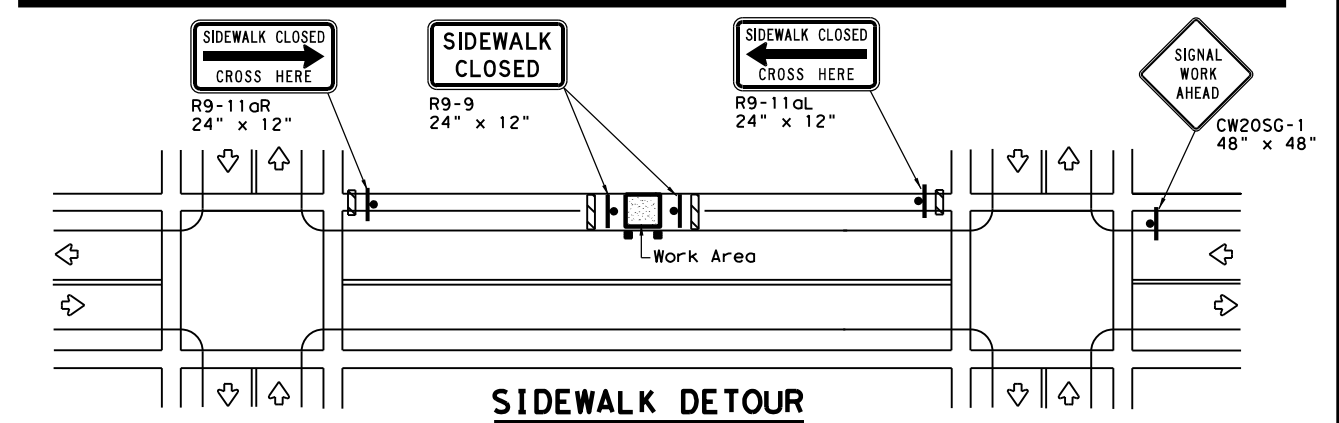 SIDEWALK CLOSED
CROSS HERE
R9-11aR
24" x 12"
SIDEWALK
CLOSED
R9-9
24" x 12"
SIDEWALK CLOSED
CROSS HERE
R9-11aL
24" x 12"
SIGNAL
WORK
AHEAD
CW20SG-1
48" x 48"
Work Area
SIDEWALK DETOUR